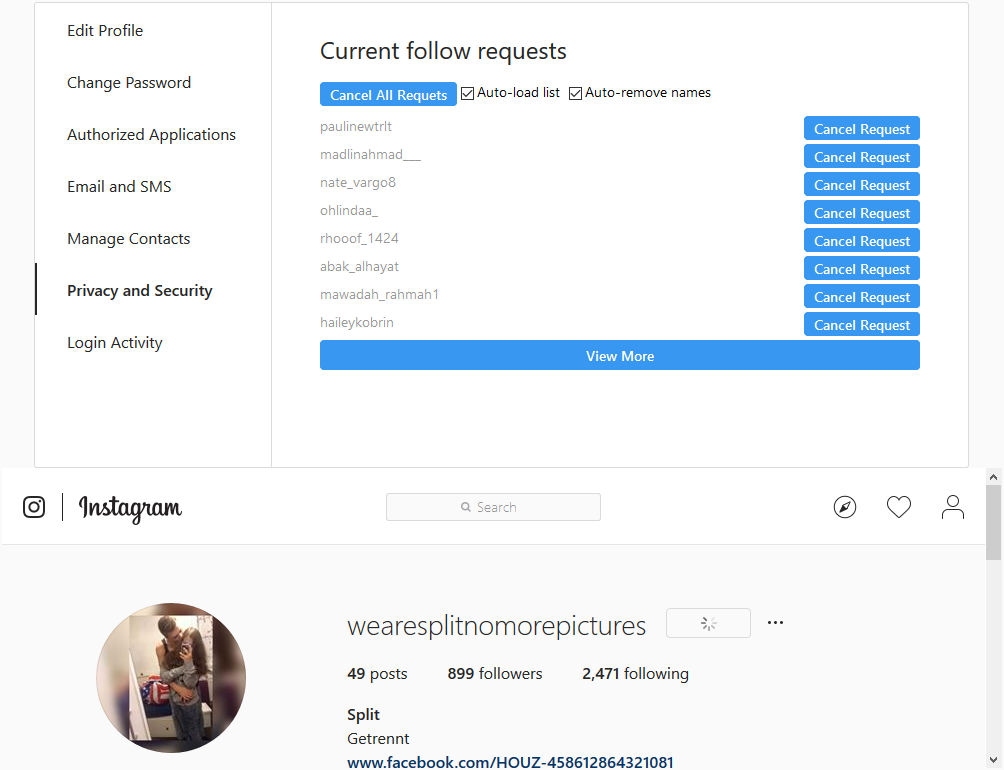 Edit Profile
Change Password
Authorized Applications
Email and SMS
Manage Contacts
Privacy and Security
Login Activity
Current follow requests
Cancel All Requets Auto-load list Auto-remove names
paulinewtrlt Cancel Request
madlinahmad___ Cancel Request
nate_vargo8 Cancel Request
ohlindaa_ Cancel Request
rhooof_1424 Cancel Request
abak_alhayat Cancel Request
mawadah_rahmah1 Cancel Request
haileykobrin Cancel Request
View More
Instagram Search
wearesplitnomorepictures
49 posts 899 followers 2,471 following
Split
Getrennt
www.facebook.com/HOUZ-458612864321081